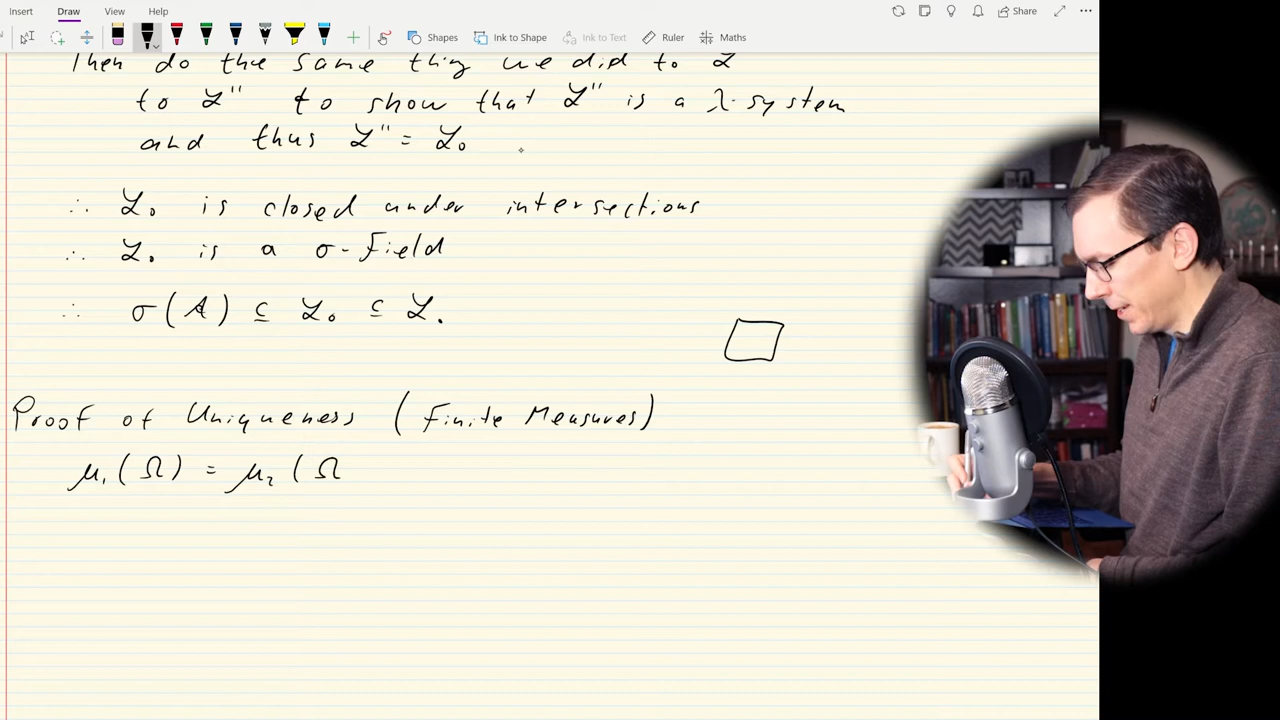 Insert Draw View Help Share
Shapes Ink to Shape Ink to Text Ruler Maths
Then do the same thing we did to ℒ
to ℒ" to show that ℒ" is a λ-system
and thus ℒ" = ℒ₀
∴ ℒ₀ is closed under intersections
∴ ℒ₀ is a σ-field
∴ σ(A) ⊆ ℒ₀ ⊆ ℒ.
Proof of Uniqueness (Finite Measures)
μ₁(Ω) = μ₂(Ω